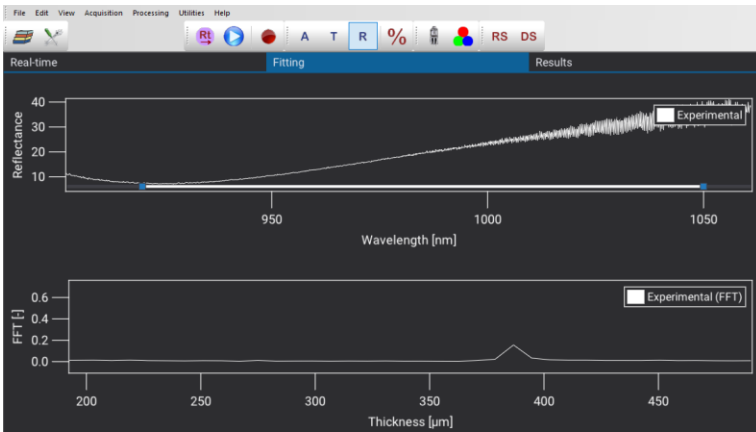 File Edit View Acquisition Processing Utilities Help
Rt A T R % RS DS
Real-time Fitting Results
40
30
20
10
Reflectance
Experimental
950 1000 1050
Wavelength [nm]
0.6
0.4
0.2
0.0
FFT [-]
Experimental (FFT)
200 250 300 350 400 450
Thickness [µm]